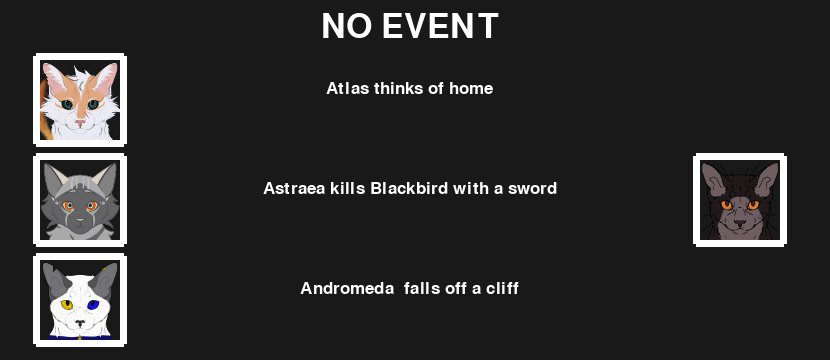 NO EVENT
Atlas thinks of home
Astraea kills Blackbird with a sword
Andromeda  falls off a cliff